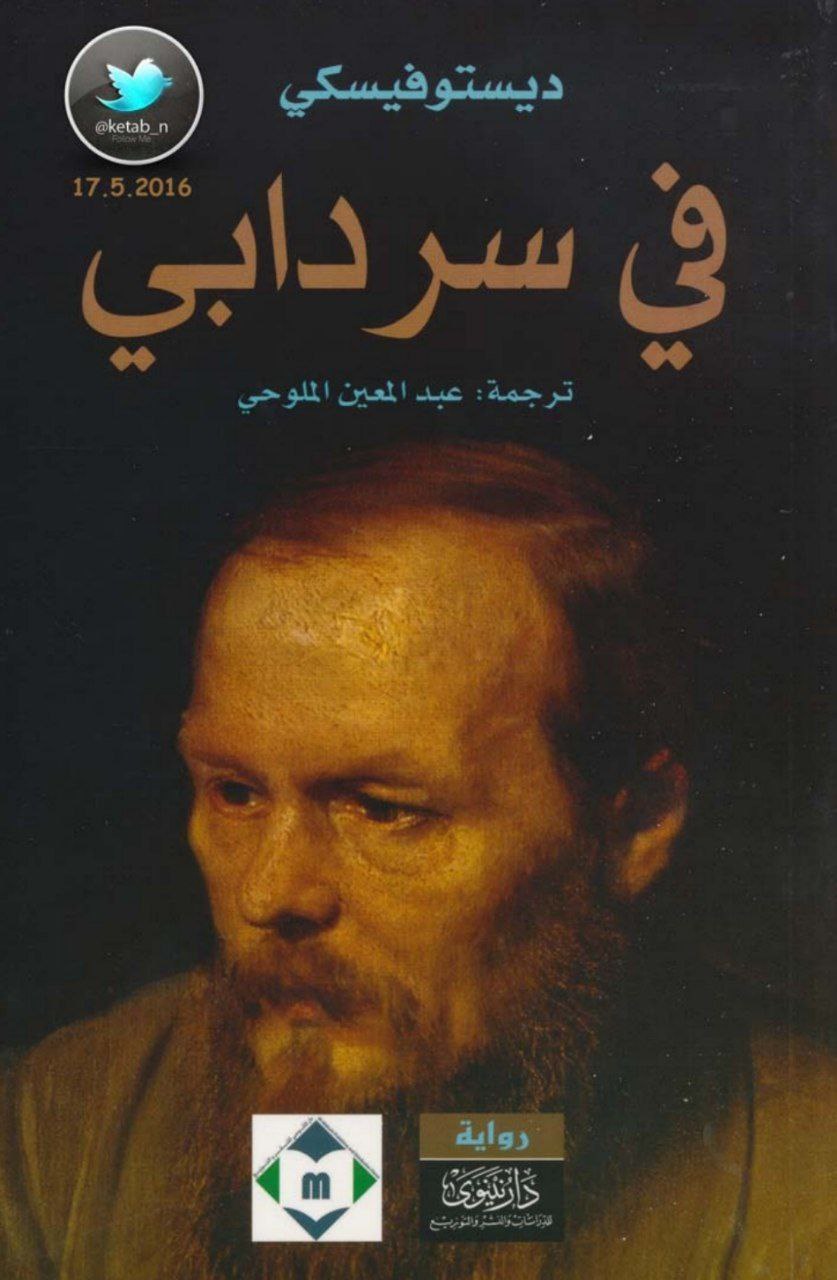 @ketab_n
Follow Me
17.5.2016
ديستوفيسكي
في سردابي
ترجمة: عبد المعين الملوحي
رواية
دار نينوى
للدراسات والنشر والتوزيع
m